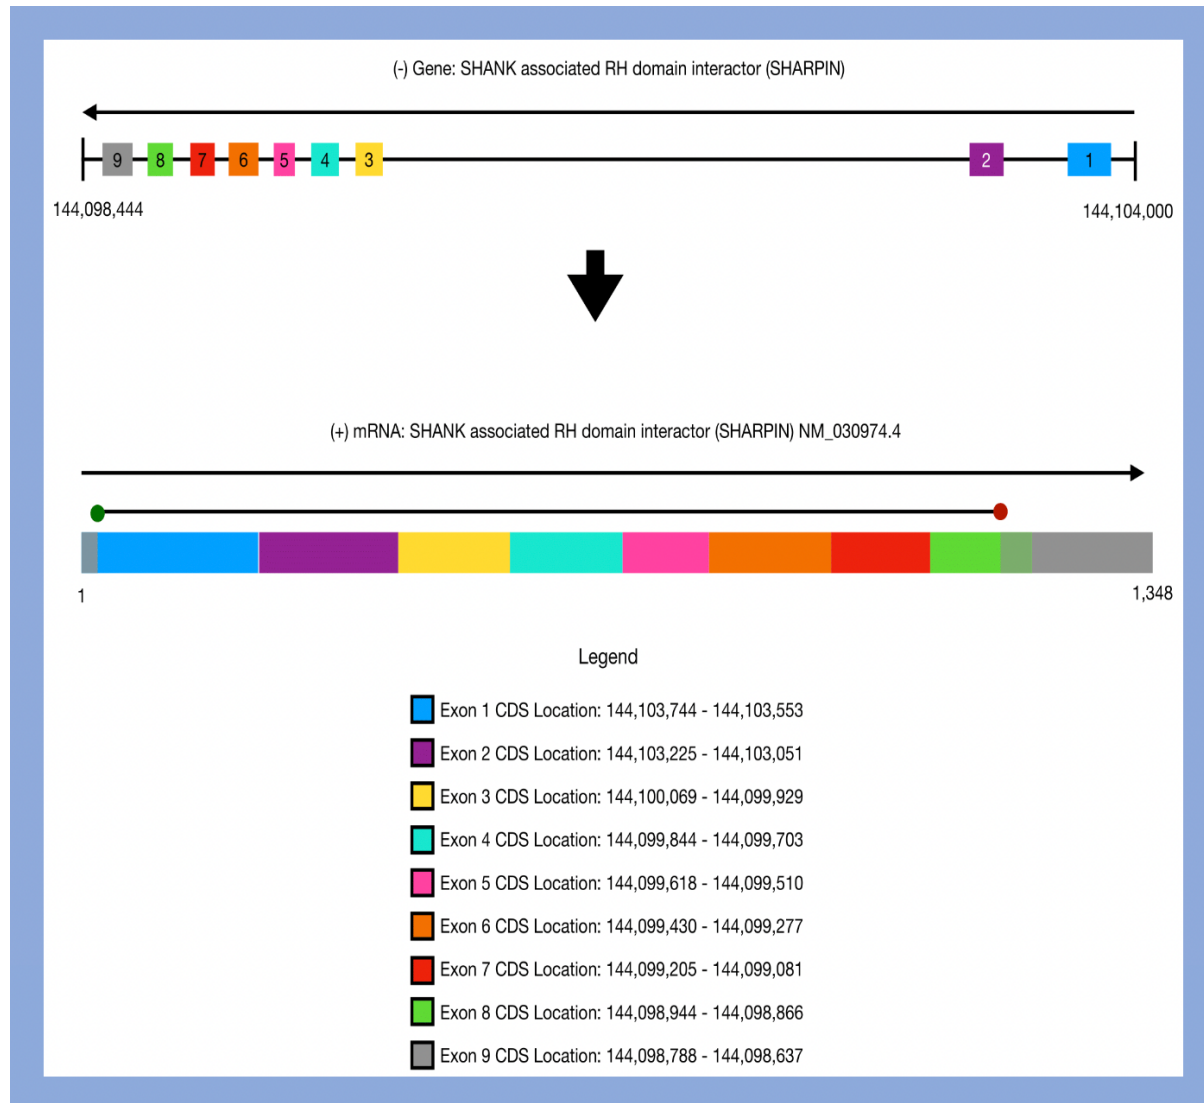 (-) Gene: SHANK associated RH domain interactor (SHARPIN)
9 8 7 6 5 4 3 2 1
144,098,444 144,104,000
(+) mRNA: SHANK associated RH domain interactor (SHARPIN) NM_030974.4
1 1,348
Legend
Exon 1 CDS Location: 144,103,744 - 144,103,553
Exon 2 CDS Location: 144,103,225 - 144,103,051
Exon 3 CDS Location: 144,100,069 - 144,099,929
Exon 4 CDS Location: 144,099,844 - 144,099,703
Exon 5 CDS Location: 144,099,618 - 144,099,510
Exon 6 CDS Location: 144,099,430 - 144,099,277
Exon 7 CDS Location: 144,099,205 - 144,099,081
Exon 8 CDS Location: 144,098,944 - 144,098,866
Exon 9 CDS Location: 144,098,788 - 144,098,637